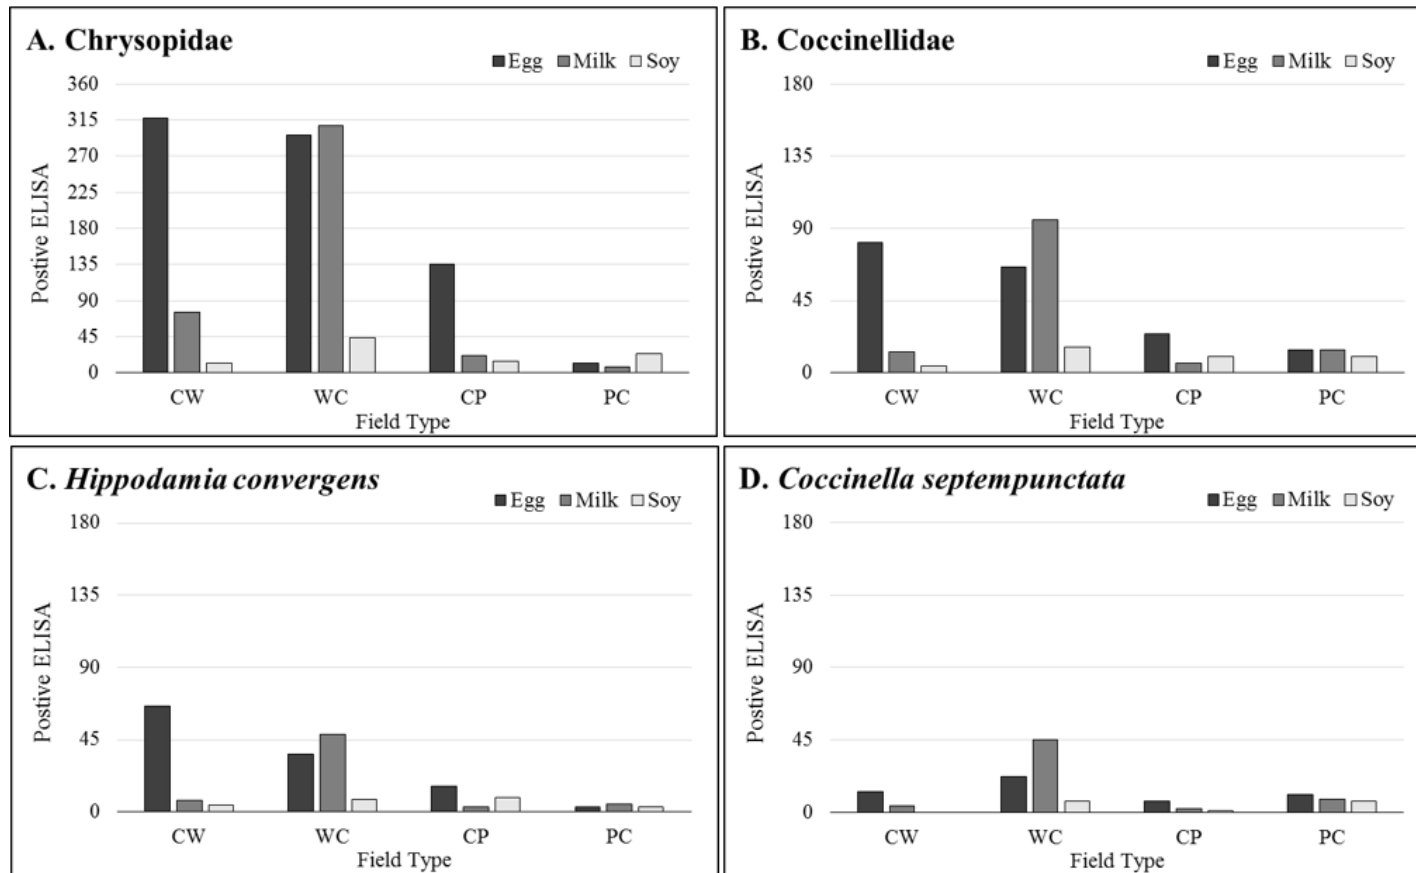 A. Chrysopidae
Egg Milk Soy
360
315
270
225
180
135
90
45
0
Postive ELISA
CW WC CP PC
Field Type
B. Coccinellidae
Egg Milk Soy
180
135
90
45
0
Postive ELISA
CW WC CP PC
Field Type
C. Hippodamia convergens
Egg Milk Soy
180
135
90
45
0
Postive ELISA
CW WC CP PC
Field Type
D. Coccinella septempunctata
Egg Milk Soy
180
135
90
45
0
Postive ELISA
CW WC CP PC
Field Type